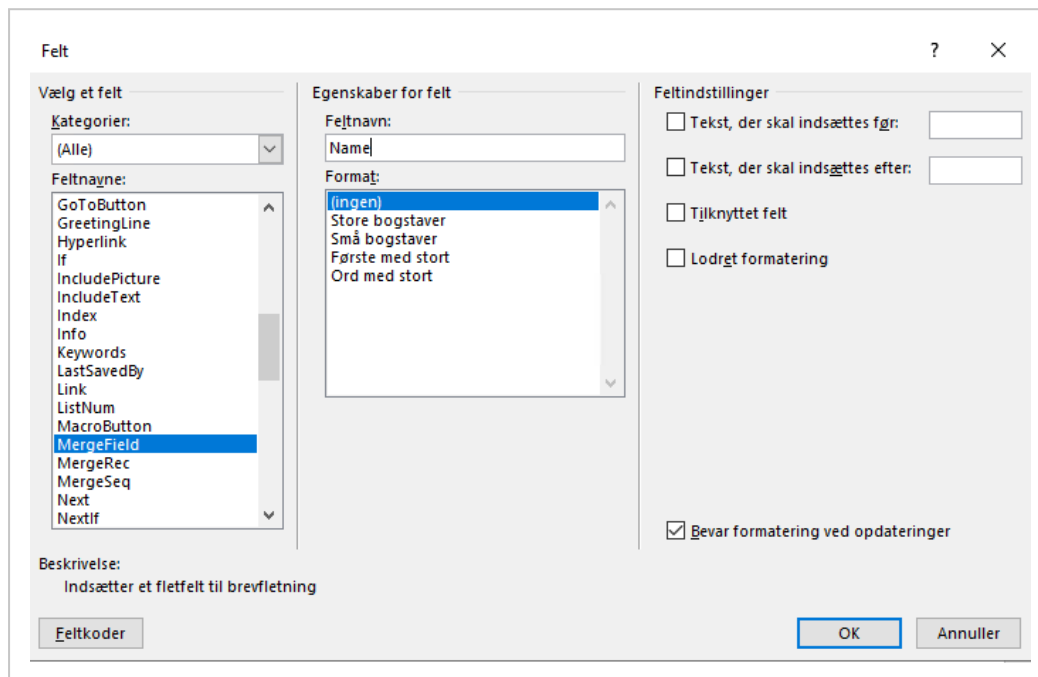 Felt
?
Vælg et felt
Kategorier:
(Alle)
Feltnavne:
GoToButton
GreetingLine
Hyperlink
If
IncludePicture
IncludeText
Index
Info
Keywords
LastSavedBy
Link
ListNum
MacroButton
MergeField
MergeRec
MergeSeq
Next
NextIf
Egenskaber for felt
Feltnavn:
Name
Format:
(ingen)
Store bogstaver
Små bogstaver
Første med stort
Ord med stort
Feltindstillinger
Tekst, der skal indsættes før:
Tekst, der skal indsættes efter:
Tilknyttet felt
Lodret formatering
Bevar formatering ved opdateringer
Beskrivelse:
Indsætter et fletfelt til brevfletning
Feltkoder
OK
Annuller